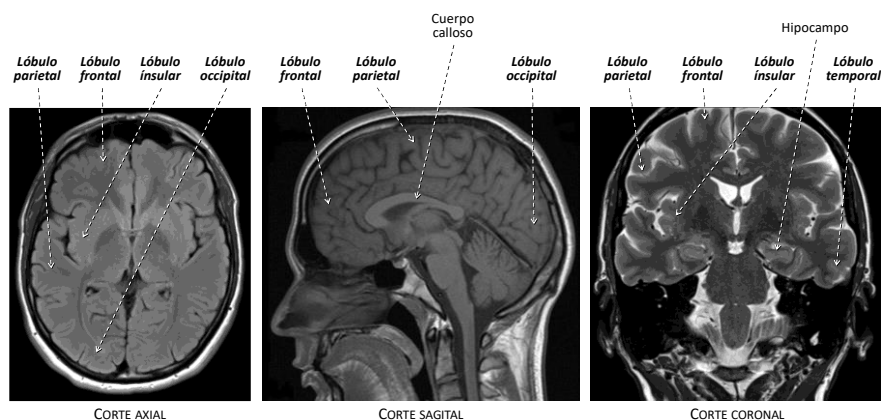 Cuerpo
calloso
Hipocampo
Lóbulo
parietal
Lóbulo
frontal
Lóbulo
ínsular
Lóbulo
occipital
Lóbulo
frontal
Lóbulo
parietal
Lóbulo
occipital
Lóbulo
parietal
Lóbulo
frontal
Lóbulo
ínsular
Lóbulo
temporal
CORTE AXIAL
CORTE SAGITAL
CORTE CORONAL